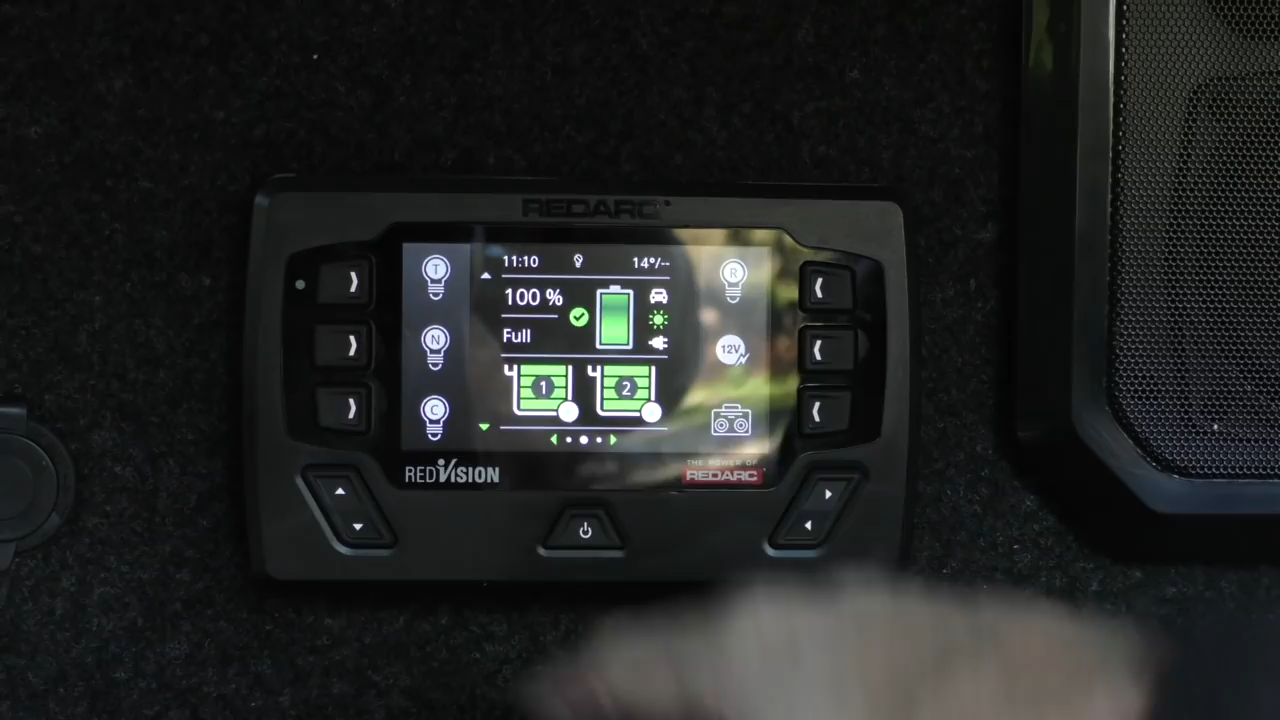 REDARC
T
11:10
14°/--
R
100 %
N
Full
12V
1
2
C
REDVISION
THE POWER OF
REDARC